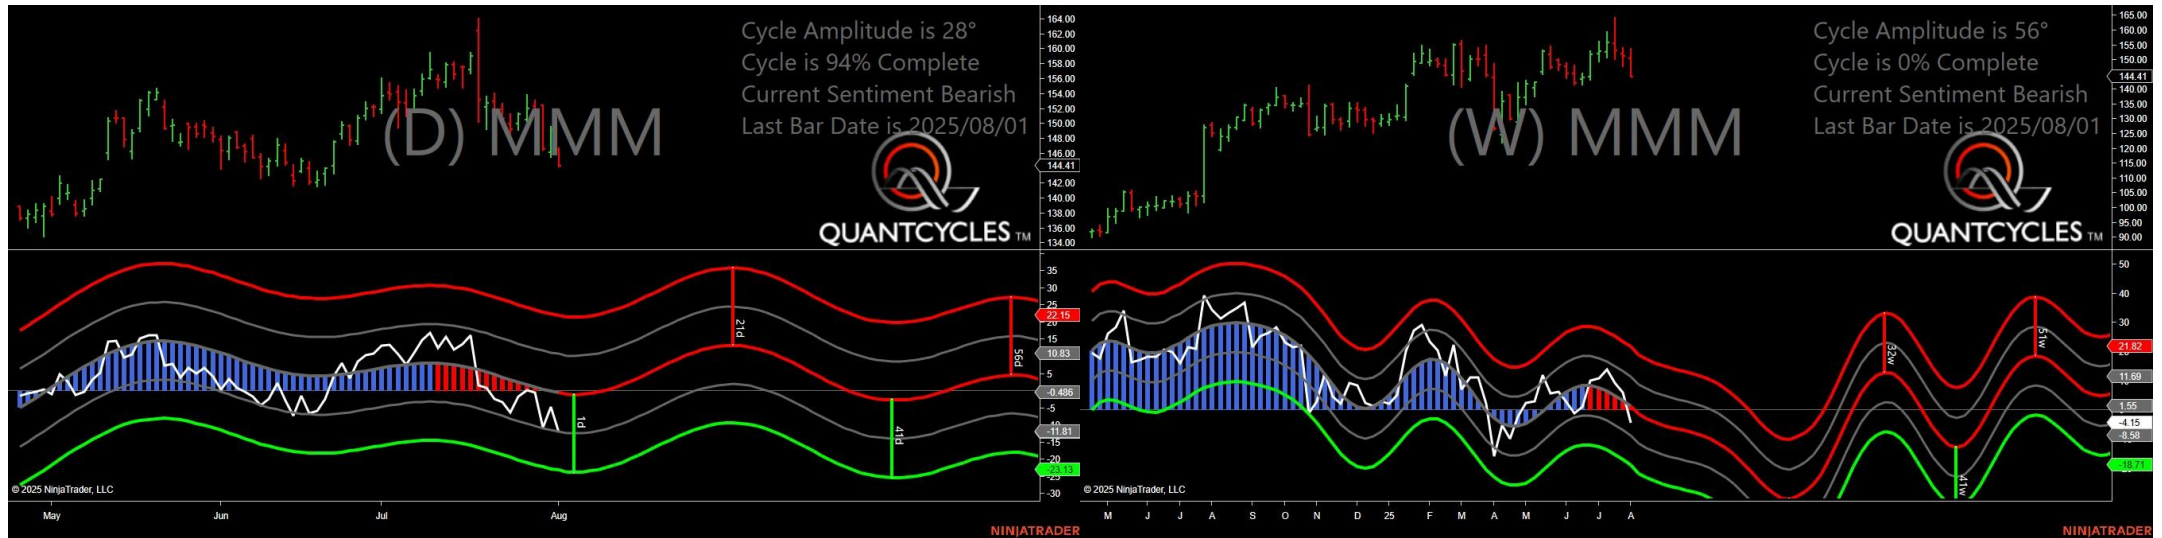 Cycle Amplitude is 28°
Cycle is 94% Complete
Current Sentiment Bearish
Last Bar Date is 2025/08/01
(D) MMM
QUANTCYCLES TM
164.00
162.00
160.00
158.00
156.00
154.00
152.00
150.00
148.00
146.00
144.41
142.00
140.00
138.00
136.00
134.00
35
30
25
22.15
20
15
10.83
5
-0.486
-5
-11.81
-15
-20
-23.13
-25
-30
21d
56d
1d
41d
© 2025 NinjaTrader, LLC
May
Jun
Jul
Aug
NINJATRADER
Cycle Amplitude is 56°
Cycle is 0% Complete
Current Sentiment Bearish
Last Bar Date is 2025/08/01
(W) MMM
QUANTCYCLES TM
165.00
160.00
155.00
150.00
144.41
140.00
135.00
130.00
125.00
120.00
115.00
110.00
105.00
100.00
95.00
90.00
50
40
30
21.82
11.69
1.55
-4.15
-8.58
-18.71
32w
51w
41w
© 2025 NinjaTrader, LLC
M
J
J
A
S
O
N
D
25
F
M
A
M
J
J
A
NINJATRADER